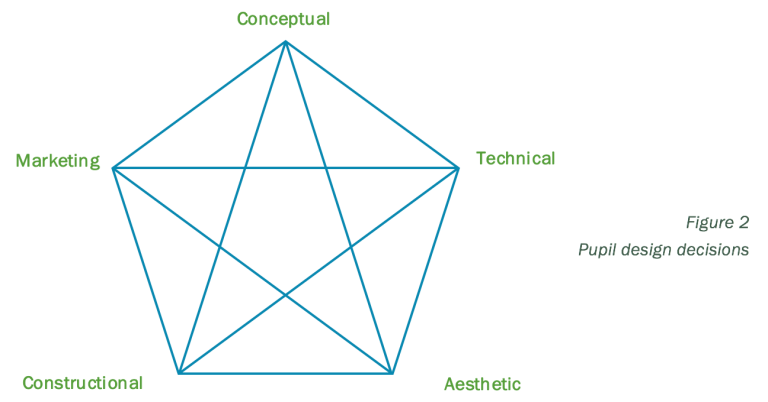 Conceptual
Marketing
Technical
Figure 2
Pupil design decisions
Constructional
Aesthetic